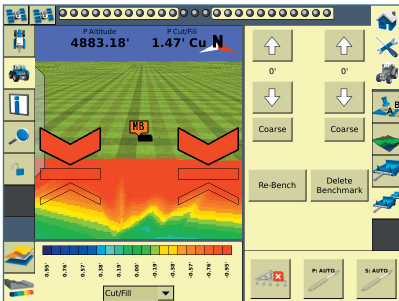 P Altitude
4883.18'
P Cut/Fill
1.47' Cu
N
MB
0'
0'
Coarse
Coarse
Re-Bench
Delete
Benchmark
A
B
0.95
0.76
0.57
0.38
0.19
0.00
-0.19
-0.38
-0.57
-0.76
-0.95
Cut/Fill
P: AUTO
S: AUTO